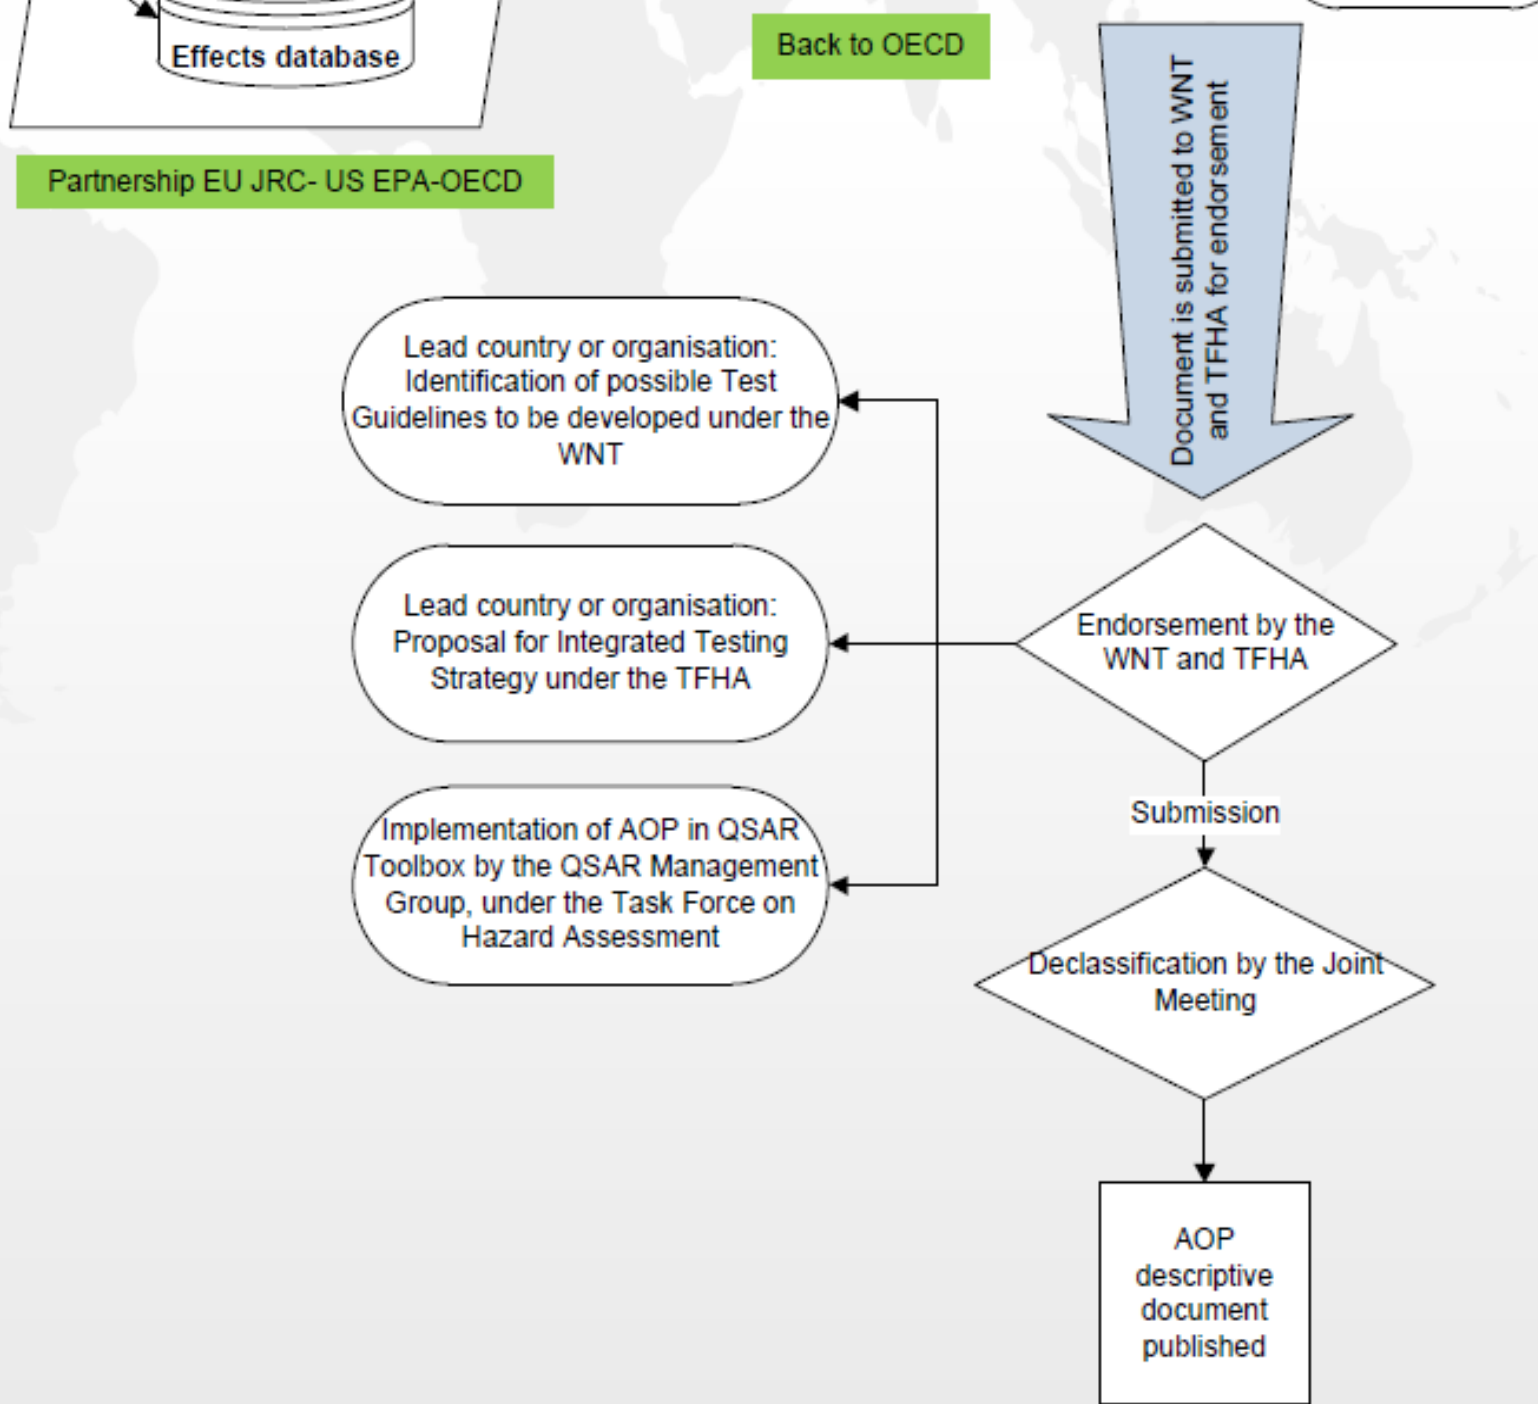 Effects database
Back to OECD
Partnership EU JRC- US EPA-OECD
Document is submitted to WNT
and TFHA for endorsement
Lead country or organisation:
Identification of possible Test
Guidelines to be developed under the
WNT
Lead country or organisation:
Proposal for Integrated Testing
Strategy under the TFHA
Endorsement by the
WNT and TFHA
Submission
Implementation of AOP in QSAR
Toolbox by the QSAR Management
Group, under the Task Force on
Hazard Assessment
Declassification by the Joint
Meeting
AOP
descriptive
document
published